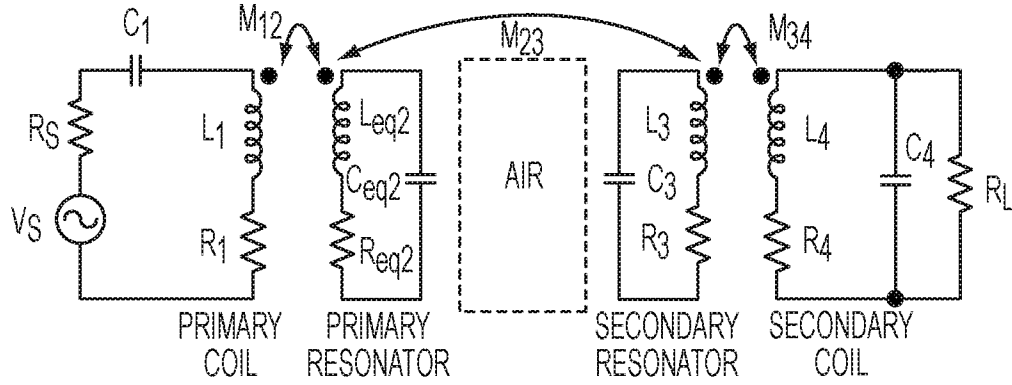 C1
M12
M23
M34
RS
L1
Leq2
AIR
L3
L4
C4
RL
Ceq2
C3
VS
R1
Req2
R3
R4
PRIMARY
COIL
PRIMARY
RESONATOR
SECONDARY
RESONATOR
SECONDARY
COIL